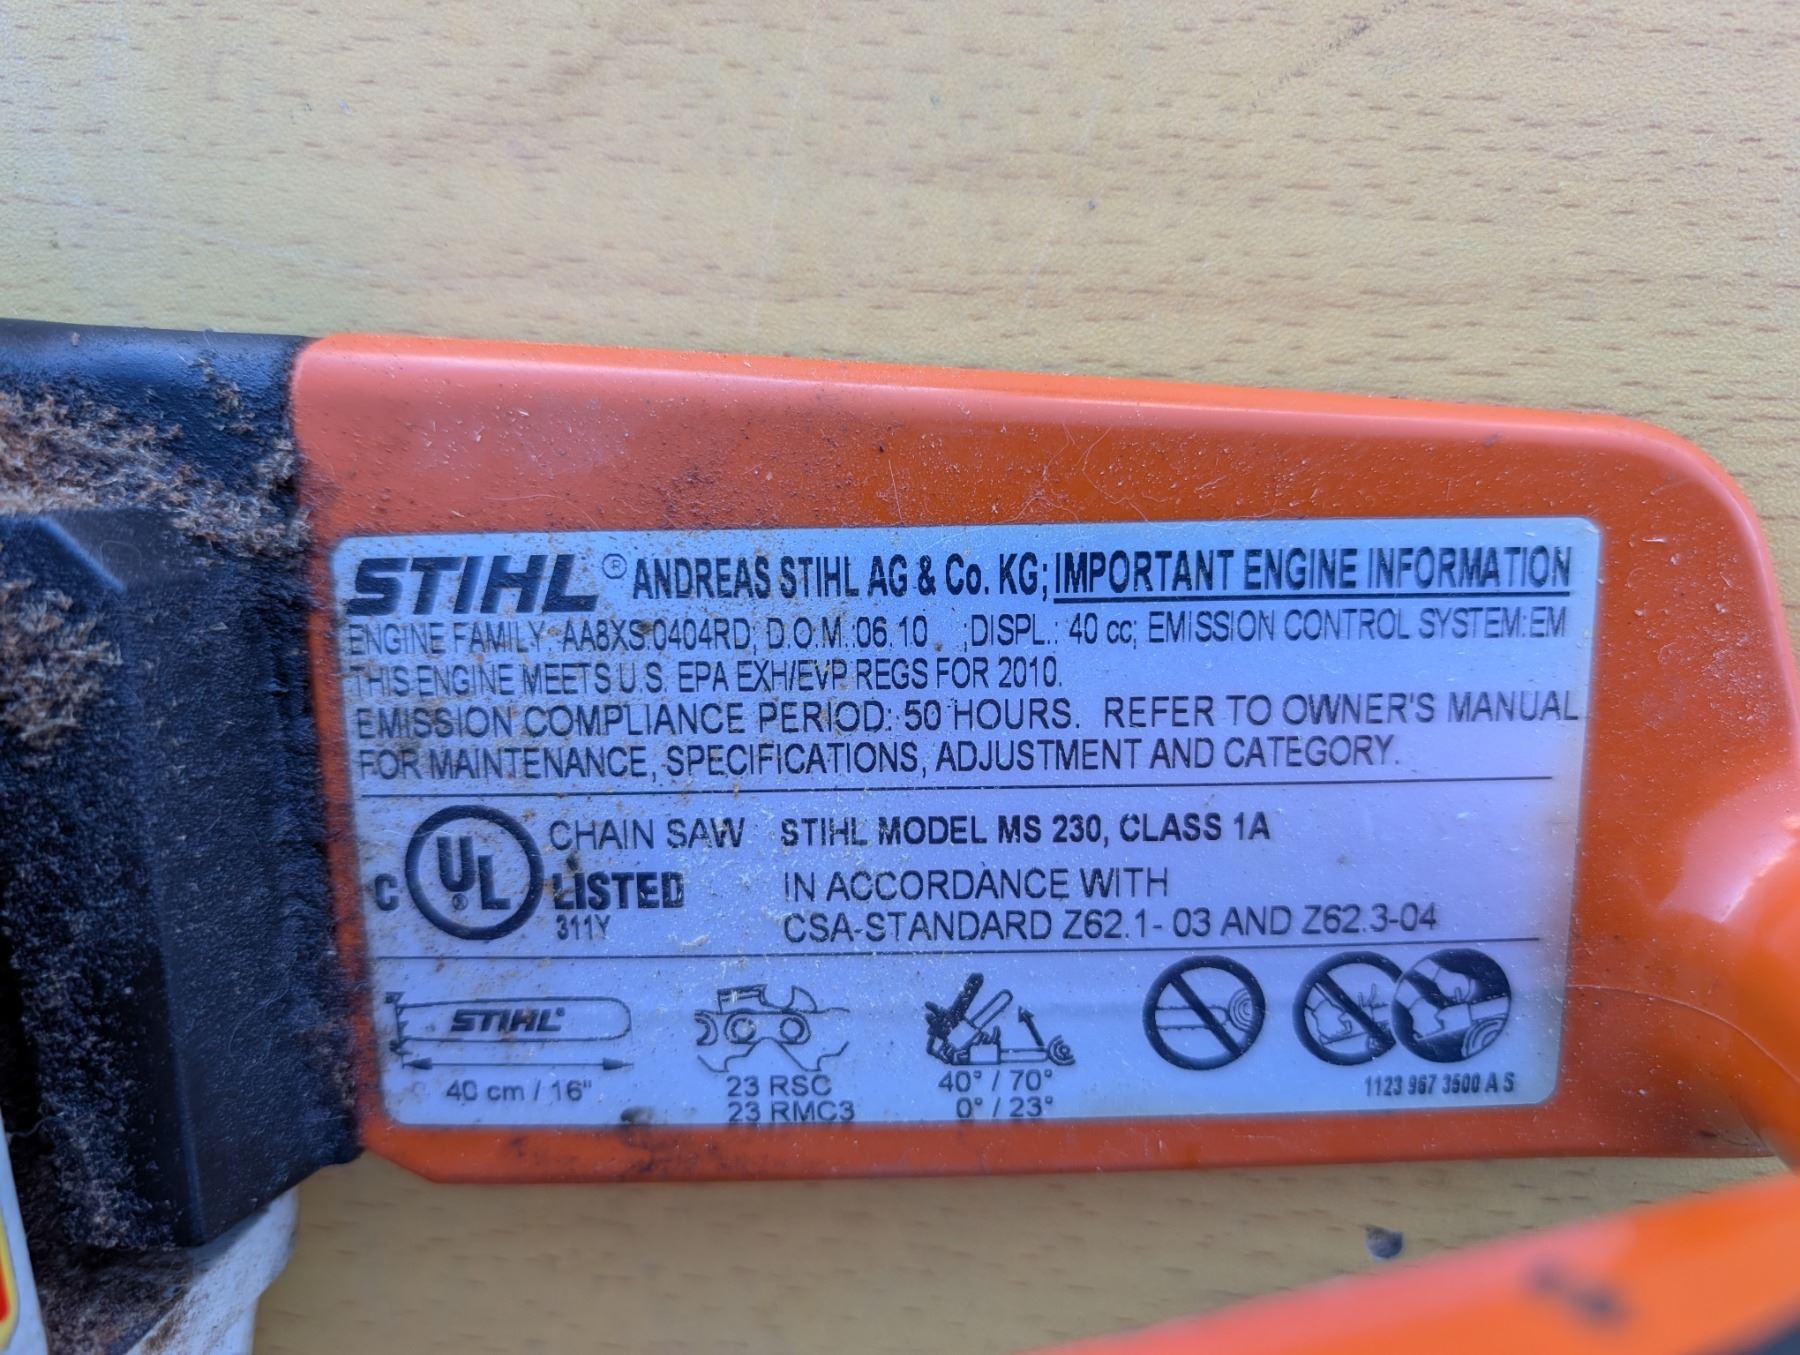 STIHL® ANDREAS STIHL AG & Co. KG; IMPORTANT ENGINE INFORMATION
ENGINE FAMILY: AA8XS.0404RD; D.O.M.:06.10 ;DISPL.: 40 cc; EMISSION CONTROL SYSTEM:EM
THIS ENGINE MEETS U.S. EPA EXH/EVP REGS FOR 2010.
EMISSION COMPLIANCE PERIOD: 50 HOURS. REFER TO OWNER'S MANUAL
FOR MAINTENANCE, SPECIFICATIONS, ADJUSTMENT AND CATEGORY.
CHAIN SAW STIHL MODEL MS 230, CLASS 1A
C UL® LISTED IN ACCORDANCE WITH
311Y CSA-STANDARD Z62.1- 03 AND Z62.3-04
STIHL®
40 cm / 16" 23 RSC 40° / 70° 1123 967 3500 A S
23 RMC3 0° / 23°